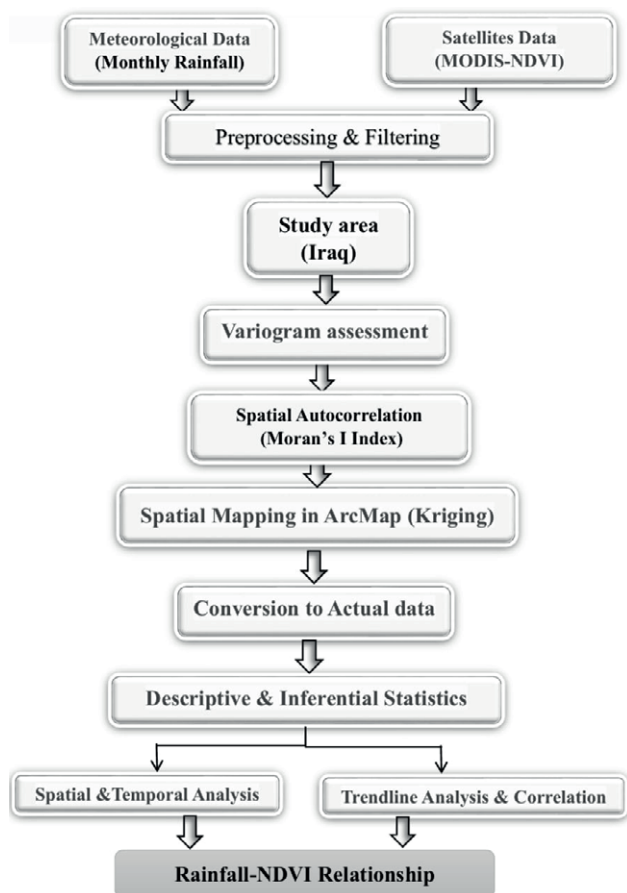 Meteorological Data
(Monthly Rainfall)
Satellites Data
(MODIS-NDVI)
Preprocessing & Filtering
Study area
(Iraq)
Variogram assessment
Spatial Autocorrelation
(Moran's I Index)
Spatial Mapping in ArcMap (Kriging)
Conversion to Actual data
Descriptive & Inferential Statistics
Spatial &Temporal Analysis
Trendline Analysis & Correlation
Rainfall-NDVI Relationship